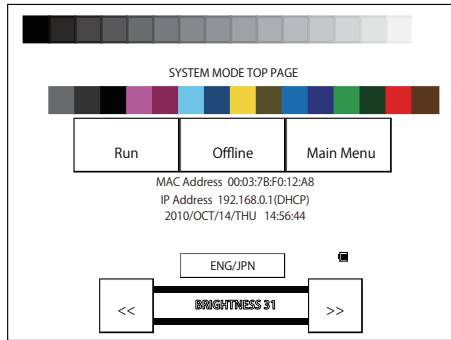 SYSTEM MODE TOP PAGE
Run Offline Main Menu
MAC Address 00:03:7B:F0:12:A8
IP Address 192.168.0.1(DHCP)
2010/OCT/14/THU 14:56:44
ENG/JPN
<< BRIGHTNESS 31 >>